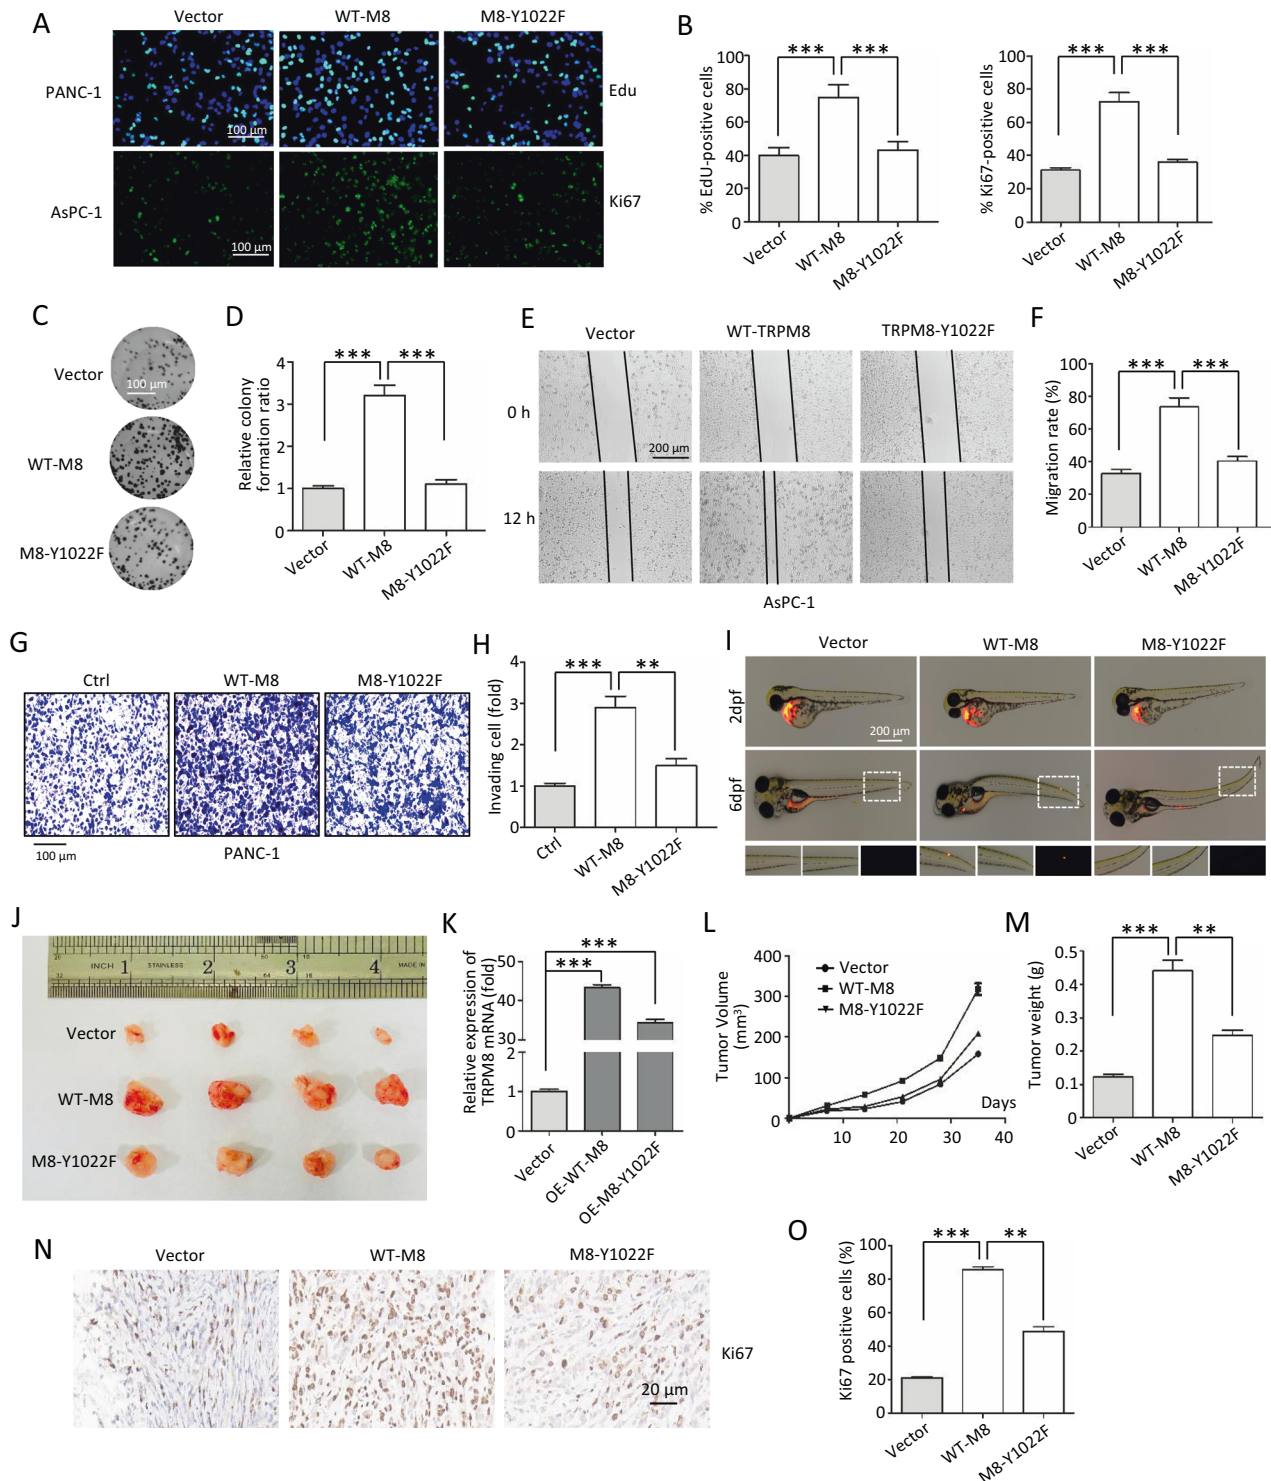 A
Vector
WT-M8
M8-Y1022F
PANC-1
Edu
100 μm
AsPC-1
Ki67
100 μm
B
% EdU-positive cells
100
80
60
40
20
0
***
***
Vector
WT-M8
M8-Y1022F
% Ki67-positive cells
100
80
60
40
20
0
***
***
Vector
WT-M8
M8-Y1022F
C
Vector
100 μm
WT-M8
M8-Y1022F
D
Relative colony
formation ratio
4
3
2
1
0
***
***
Vector
WT-M8
M8-Y1022F
E
Vector
WT-TRPM8
TRPM8-Y1022F
0 h
200 μm
12 h
AsPC-1
F
Migration rate (%)
100
80
60
40
20
0
***
***
Vector
WT-M8
M8-Y1022F
G
Ctrl
WT-M8
M8-Y1022F
100 μm
PANC-1
H
Invading cell (fold)
4
3
2
1
0
***
**
Ctrl
WT-M8
M8-Y1022F
I
Vector
WT-M8
M8-Y1022F
2dpf
200 μm
6dpf
J
INCH 1 STAINLESS 2 3 4 MADE IN
Vector
WT-M8
M8-Y1022F
K
Relative expression of
TRPM8 mRNA (fold)
50
40
30
2
1
0
***
***
Vector
OE-WT-M8
OE-M8-Y1022F
L
Tumor Volume
(mm³)
400
300
200
100
0
Vector
WT-M8
M8-Y1022F
Days
10 20 30 40
M
Tumor weight (g)
0.5
0.4
0.3
0.2
0.1
0
***
**
Vector
WT-M8
M8-Y1022F
N
Vector
WT-M8
M8-Y1022F
Ki67
20 μm
O
Ki67 positive cells (%)
100
80
60
40
20
0
***
**
Vector
WT-M8
M8-Y1022F